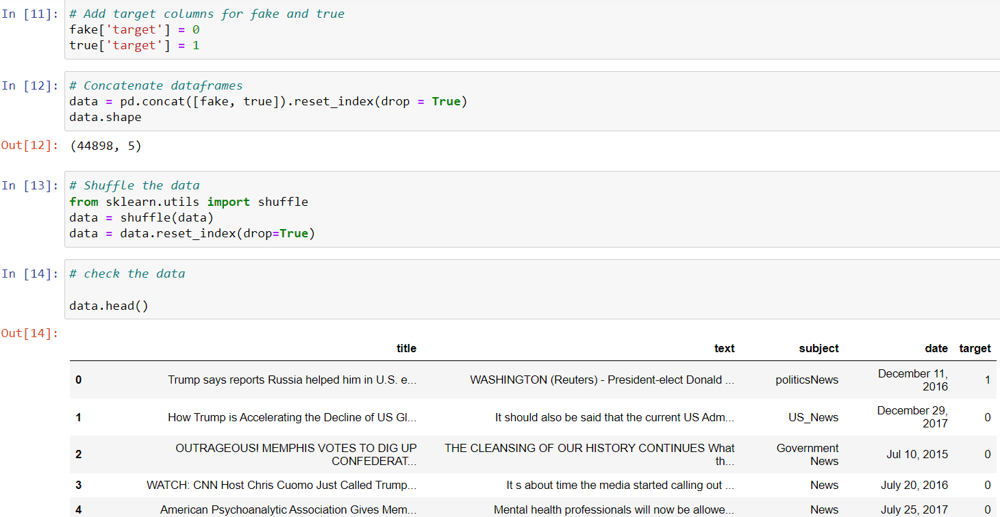 In [11]: # Add target columns for fake and true
fake['target'] = 0
true['target'] = 1
In [12]: # Concatenate dataframes
data = pd.concat([fake, true]).reset_index(drop = True)
data.shape
Out[12]: (44898, 5)
In [13]: # Shuffle the data
from sklearn.utils import shuffle
data = shuffle(data)
data = data.reset_index(drop=True)
In [14]: # check the data
data.head()
Out[14]:
title text subject date target
0 Trump says reports Russia helped him in U.S. e... WASHINGTON (Reuters) - President-elect Donald ... politicsNews December 11, 2016 1
1 How Trump is Accelerating the Decline of US Gl... It should also be said that the current US Adm... US_News December 29, 2017 0
2 OUTRAGEOUS! MEMPHIS VOTES TO DIG UP CONFEDERAT... THE CLEANSING OF OUR HISTORY CONTINUES What th... Government News Jul 10, 2015 0
3 WATCH: CNN Host Chris Cuomo Just Called Trump... It s about time the media started calling out ... News July 20, 2016 0
4 American Psychoanalytic Association Gives Mem... Mental health professionals will now be allowe... News July 25, 2017 0